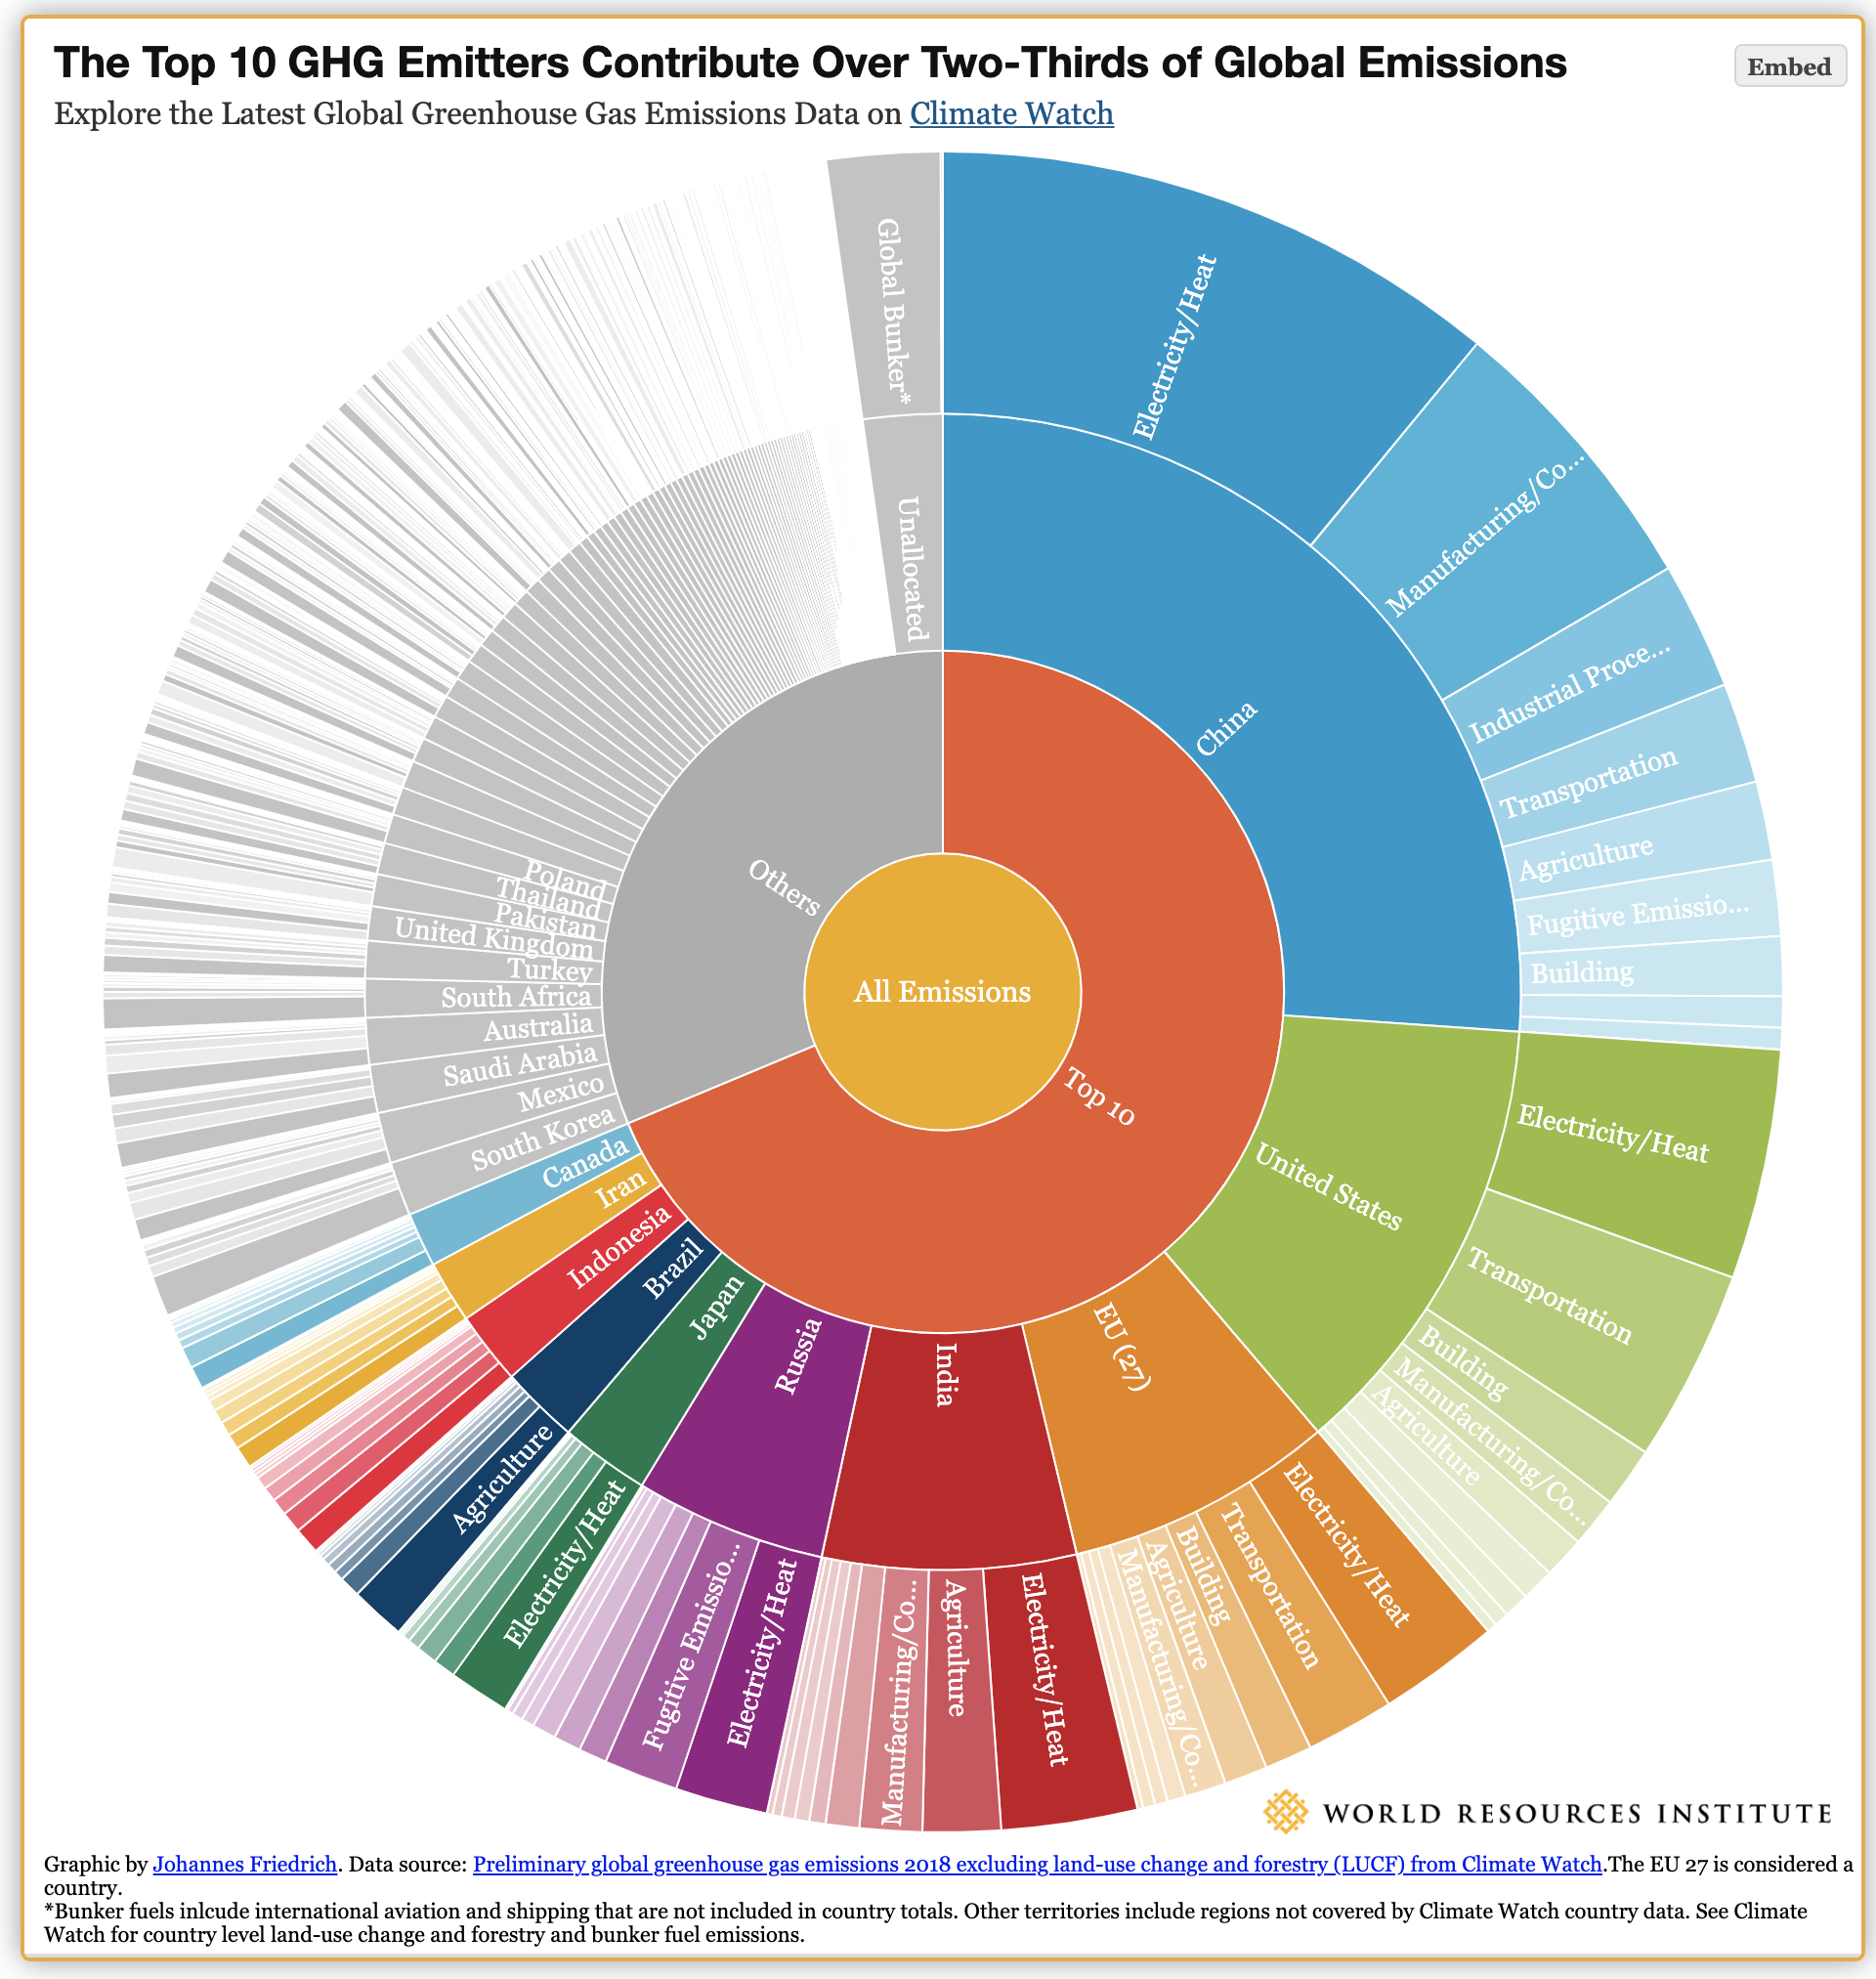 The Top 10 GHG Emitters Contribute Over Two-Thirds of Global Emissions
Embed
Explore the Latest Global Greenhouse Gas Emissions Data on Climate Watch
All Emissions
Top 10
Others
China
Electricity/Heat
Manufacturing/Co...
Industrial Proce...
Transportation
Agriculture
Fugitive Emissio...
Building
United States
Electricity/Heat
Transportation
Building
Manufacturing/Co...
Agriculture
EU (27)
Electricity/Heat
Transportation
Building
Agriculture
Manufacturing/Co...
India
Electricity/Heat
Agriculture
Manufacturing/Co...
Russia
Electricity/Heat
Fugitive Emissio...
Japan
Electricity/Heat
Brazil
Agriculture
Indonesia
Iran
Canada
South Korea
Mexico
Saudi Arabia
Australia
South Africa
Turkey
United Kingdom
Pakistan
Thailand
Poland
Unallocated
Global Bunker*
WORLD RESOURCES INSTITUTE
Graphic by Johannes Friedrich. Data source: Preliminary global greenhouse gas emissions 2018 excluding land-use change and forestry (LUCF) from Climate Watch.The EU 27 is considered a
country.
*Bunker fuels inlcude international aviation and shipping that are not included in country totals. Other territories include regions not covered by Climate Watch country data. See Climate
Watch for country level land-use change and forestry and bunker fuel emissions.